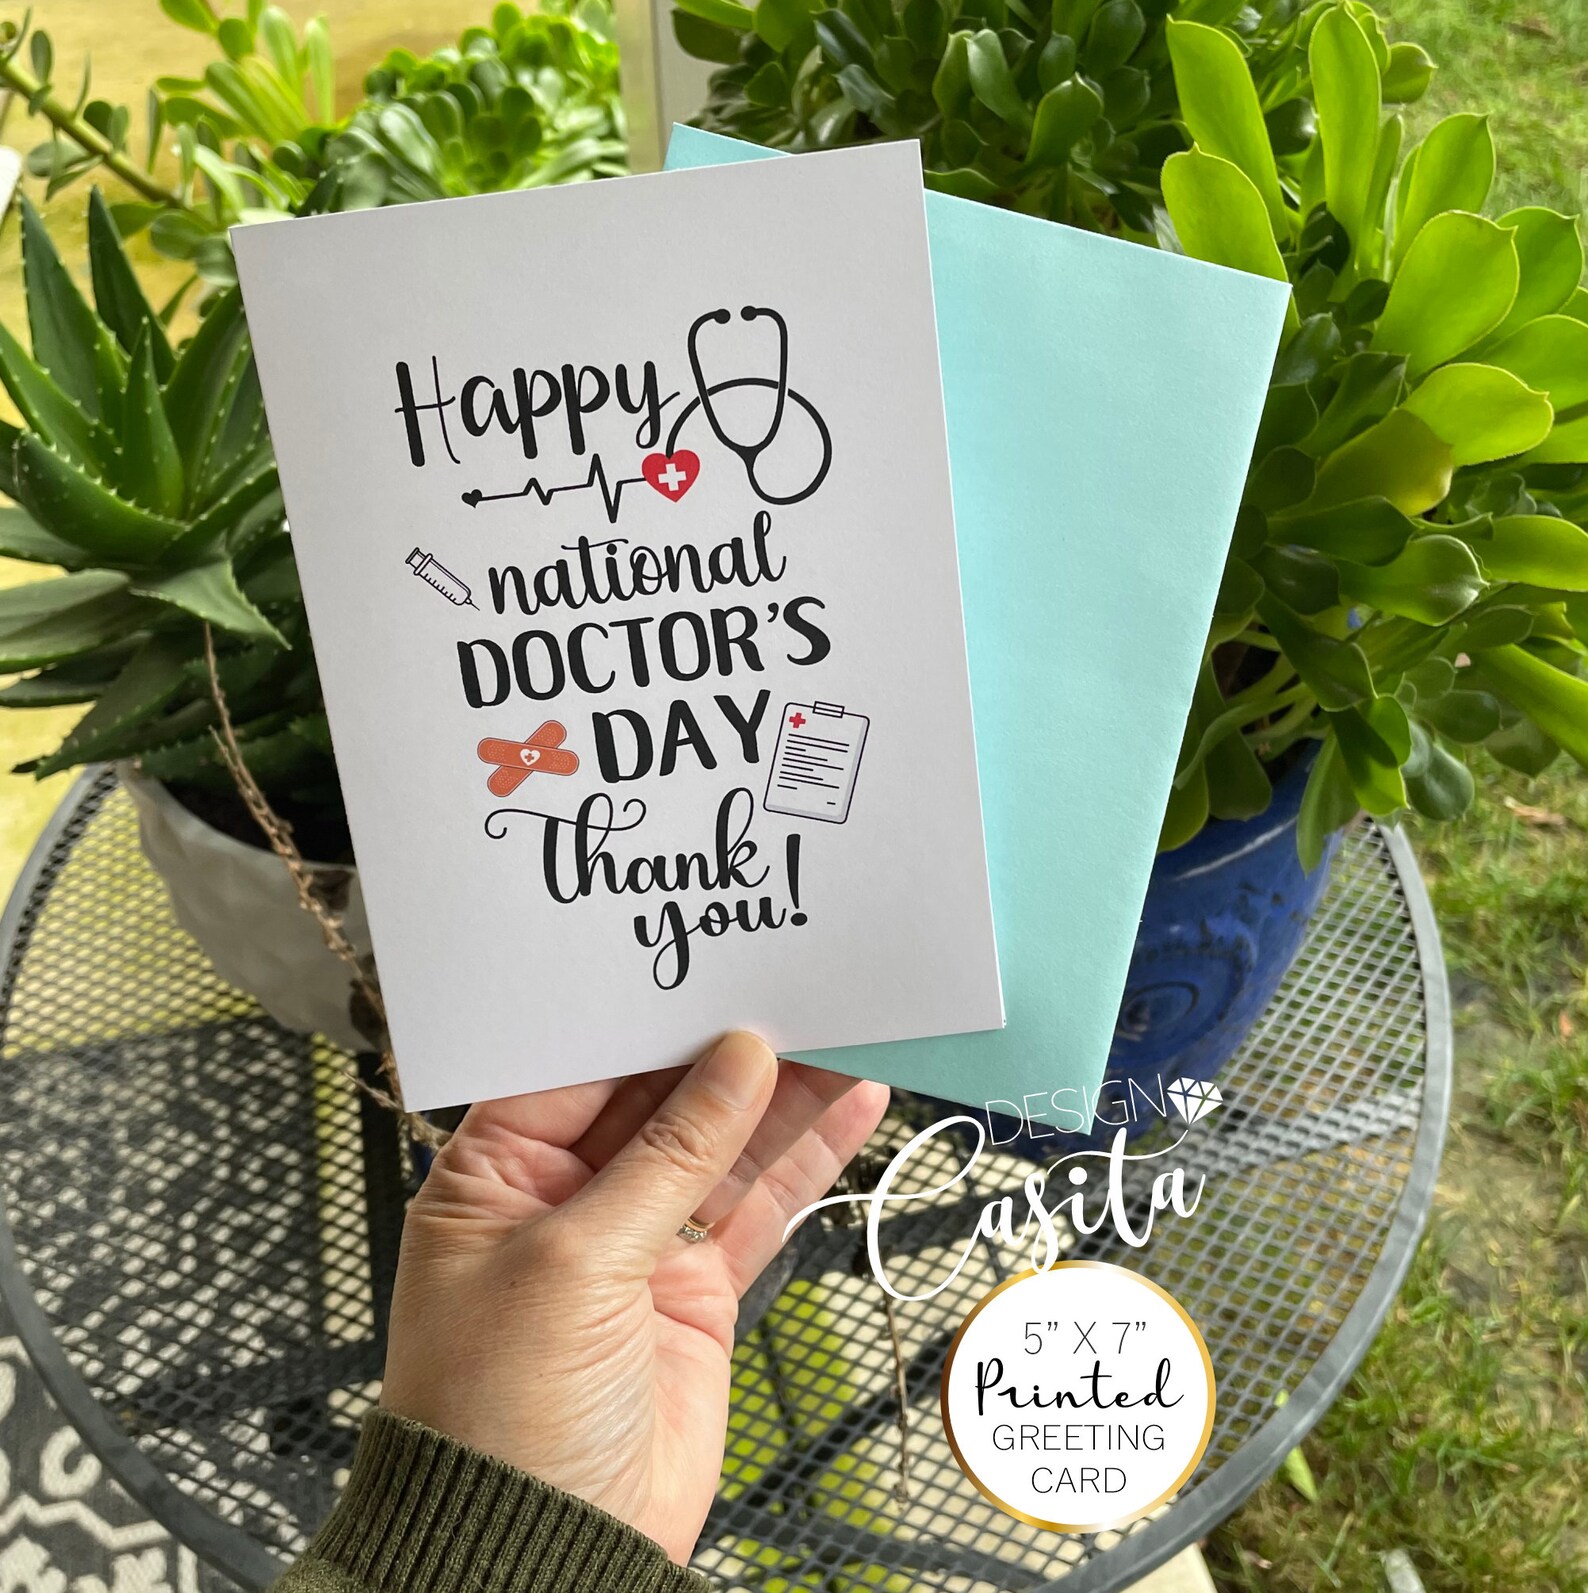 Happy
national
DOCTOR'S
DAY
Thank
you!
DESIGN
Casita
5” X 7”
Printed
GREETING
CARD